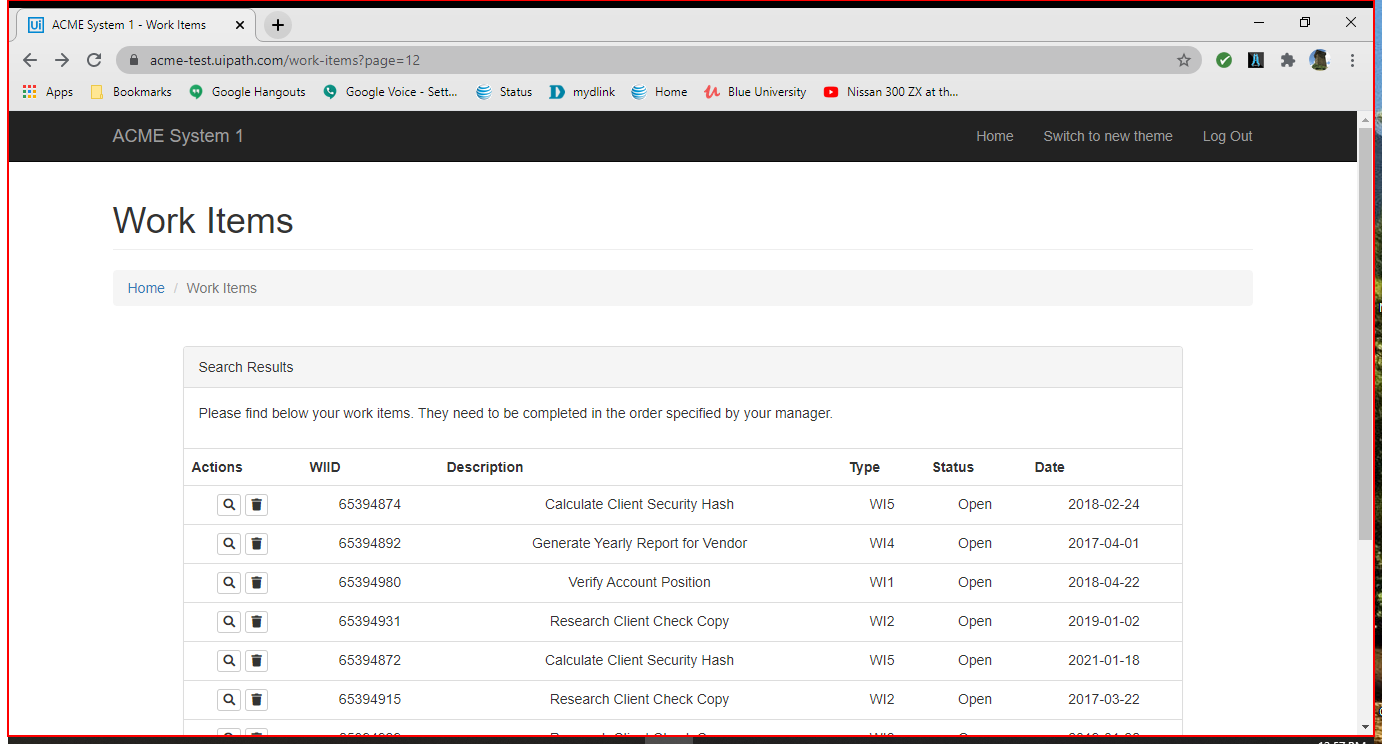 Ui ACME System 1 - Work Items
acme-test.uipath.com/work-items?page=12
Apps Bookmarks Google Hangouts Google Voice - Sett... Status mydlink Home Blue University Nissan 300 ZX at th...
ACME System 1 Home Switch to new theme Log Out
Work Items
Home / Work Items
Search Results
Please find below your work items. They need to be completed in the order specified by your manager.
Actions WIID Description Type Status Date
65394874 Calculate Client Security Hash WI5 Open 2018-02-24
65394892 Generate Yearly Report for Vendor WI4 Open 2017-04-01
65394980 Verify Account Position WI1 Open 2018-04-22
65394931 Research Client Check Copy WI2 Open 2019-01-02
65394872 Calculate Client Security Hash WI5 Open 2021-01-18
65394915 Research Client Check Copy WI2 Open 2017-03-22